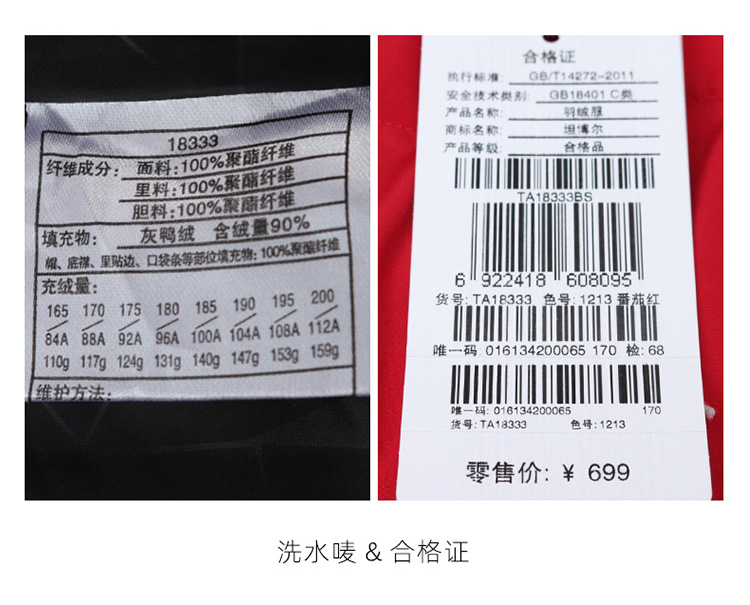 18333
纤维成分: 面料:100%聚酯纤维
里料:100%聚酯纤维
胆料:100%聚酯纤维
填充物: 灰鸭绒 含绒量90%
帽、底襟、里贴边、口袋条等部位填充物:100%聚酯纤维
充绒量:
165 170 175 180 185 190 195 200
84A 88A 92A 96A 100A 104A 108A 112A
110g 117g 124g 131g 140g 147g 153g 159g
维护方法:
合格证
执行标准: GB/T14272-2011
安全技术类别: GB18401 C类
产品名称: 羽绒服
商标名称: 坦博尔
产品等级: 合格品
TA18333BS
6 922418 608095
货号: TA18333 色号: 1213 番茄红
唯一码: 016134200065 170 检: 68
唯一码: 016134200065 170
货号: TA18333 色号: 1213
零售价: ¥ 699
洗水唛 & 合格证